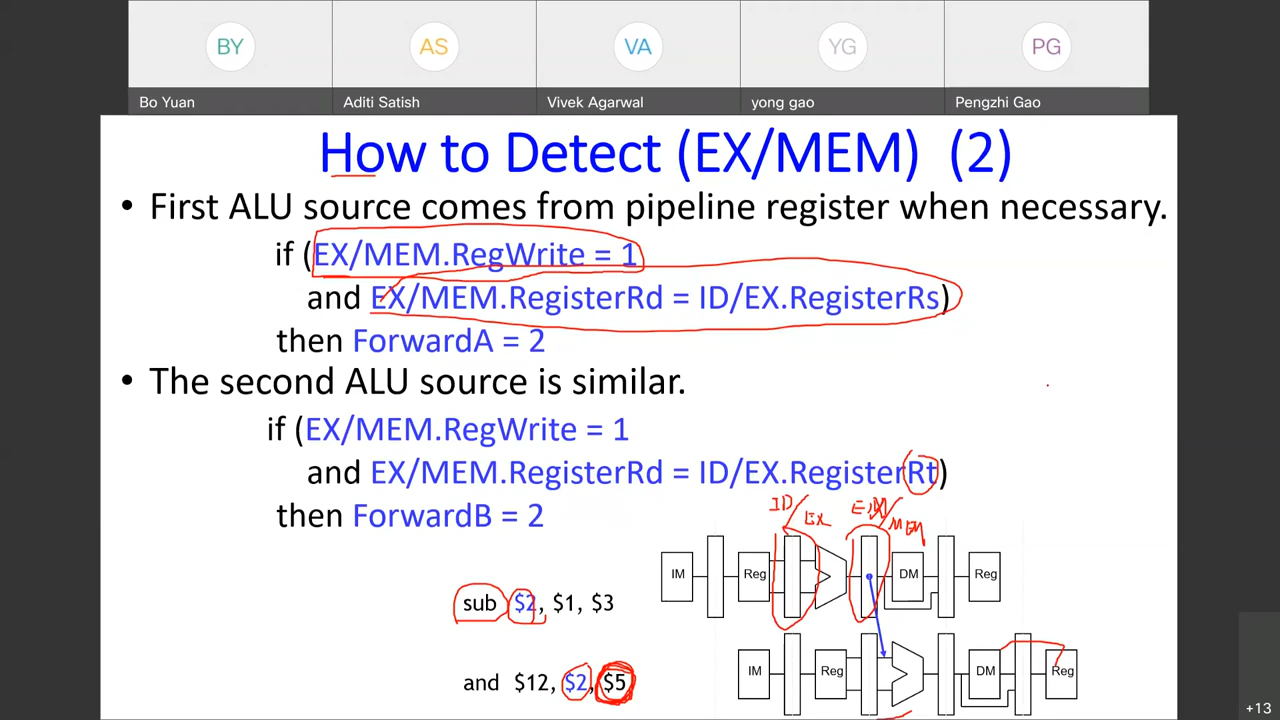 BY AS VA YG PG
Bo Yuan Aditi Satish Vivek Agarwal yong gao Pengzhi Gao
How to Detect (EX/MEM) (2)
• First ALU source comes from pipeline register when necessary.
if (EX/MEM.RegWrite = 1
and EX/MEM.RegisterRd = ID/EX.RegisterRs)
then ForwardA = 2
• The second ALU source is similar.
if (EX/MEM.RegWrite = 1
and EX/MEM.RegisterRd = ID/EX.RegisterRt)
then ForwardB = 2
ID/
EX
MEM
IM Reg DM Reg
sub $2, $1, $3
IM Reg DM Reg
and $12, $2, $5
+13